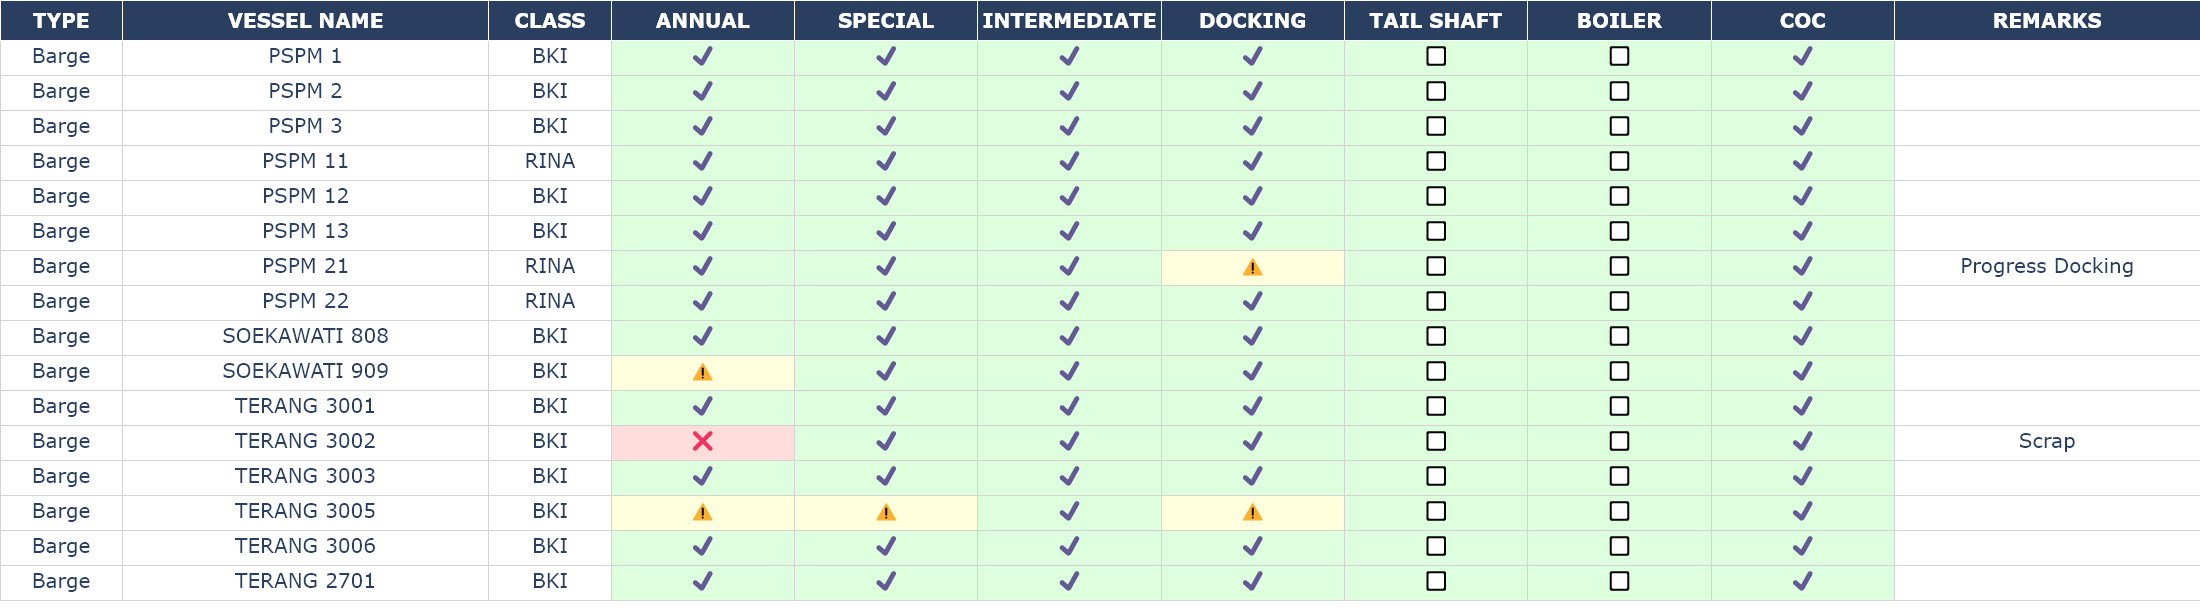 TYPE VESSEL NAME CLASS ANNUAL SPECIAL INTERMEDIATE DOCKING TAIL SHAFT BOILER COC REMARKS
Barge PSPM 1 BKI ✔ ✔ ✔ ✔ ☐ ☐ ✔
Barge PSPM 2 BKI ✔ ✔ ✔ ✔ ☐ ☐ ✔
Barge PSPM 3 BKI ✔ ✔ ✔ ✔ ☐ ☐ ✔
Barge PSPM 11 RINA ✔ ✔ ✔ ✔ ☐ ☐ ✔
Barge PSPM 12 BKI ✔ ✔ ✔ ✔ ☐ ☐ ✔
Barge PSPM 13 BKI ✔ ✔ ✔ ✔ ☐ ☐ ✔
Barge PSPM 21 RINA ✔ ✔ ✔ ⚠ ☐ ☐ ✔ Progress Docking
Barge PSPM 22 RINA ✔ ✔ ✔ ✔ ☐ ☐ ✔
Barge SOEKAWATI 808 BKI ✔ ✔ ✔ ✔ ☐ ☐ ✔
Barge SOEKAWATI 909 BKI ⚠ ✔ ✔ ✔ ☐ ☐ ✔
Barge TERANG 3001 BKI ✔ ✔ ✔ ✔ ☐ ☐ ✔
Barge TERANG 3002 BKI ❌ ✔ ✔ ✔ ☐ ☐ ✔ Scrap
Barge TERANG 3003 BKI ✔ ✔ ✔ ✔ ☐ ☐ ✔
Barge TERANG 3005 BKI ⚠ ⚠ ✔ ⚠ ☐ ☐ ✔
Barge TERANG 3006 BKI ✔ ✔ ✔ ✔ ☐ ☐ ✔
Barge TERANG 2701 BKI ✔ ✔ ✔ ✔ ☐ ☐ ✔